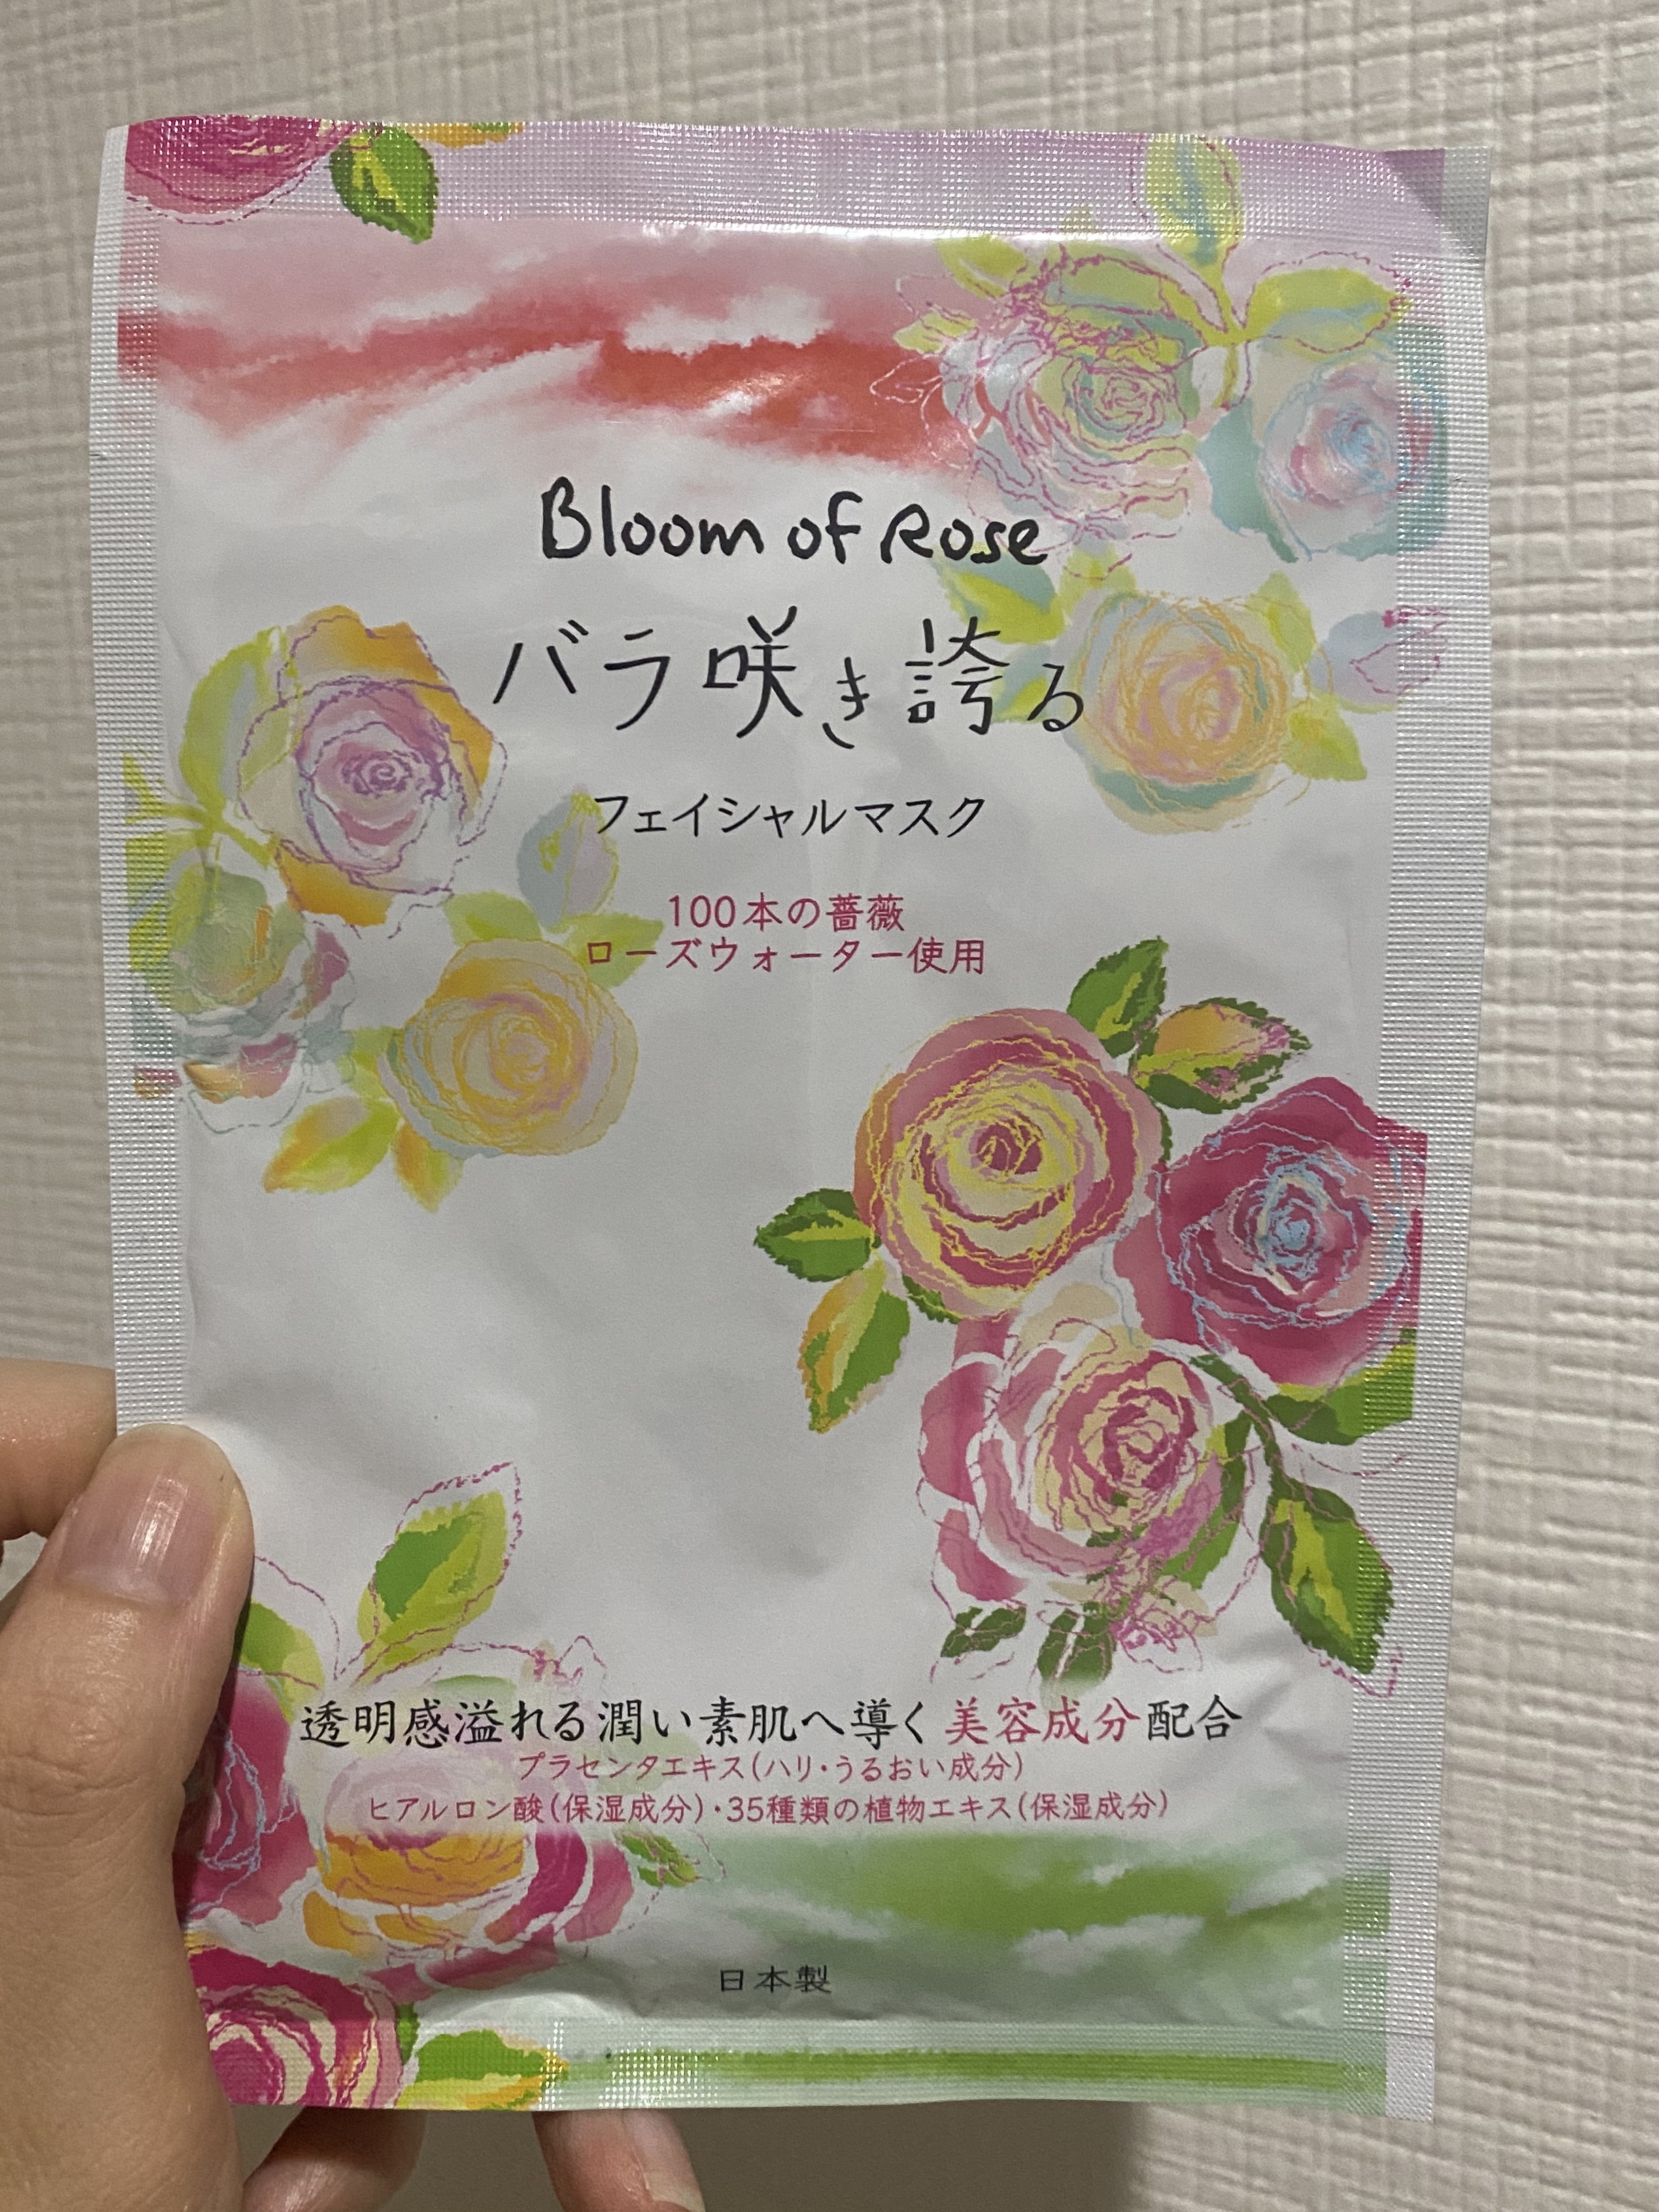 Bloom of Rose
バラ咲き誇る
フェイシャルマスク
100本の薔薇
ローズウォーター使用
透明感溢れる潤い素肌へ導く美容成分配合
プラセンタエキス(ハリ・うるおい成分)
ヒアルロン酸(保湿成分)・35種類の植物エキス(保湿成分)
日本製